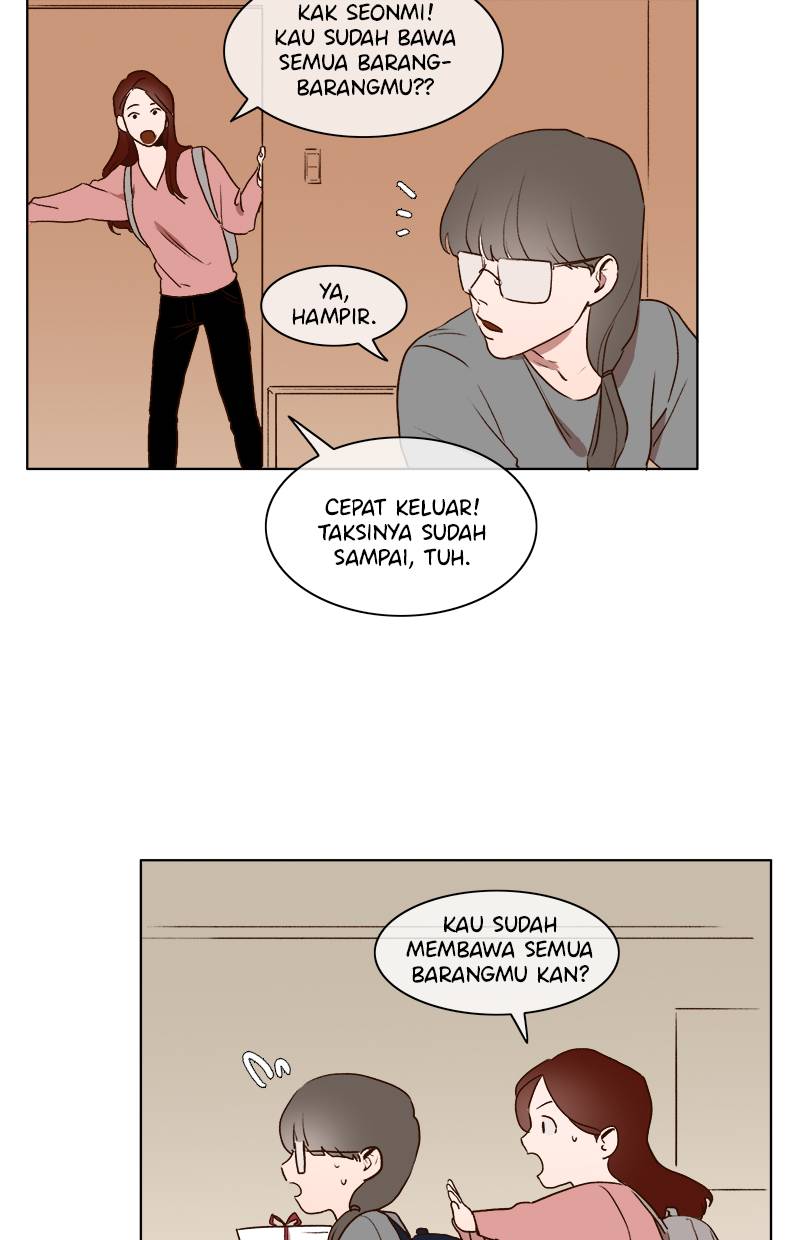 KAK SEONMI!
KAU SUDAH BAWA
SEMUA BARANG-
BARANGMU??
YA,
HAMPIR.
CEPAT KELUAR!
TAKSINYA SUDAH
SAMPAI, TUH.
KAU SUDAH
MEMBAWA SEMUA
BARANGMU KAN?